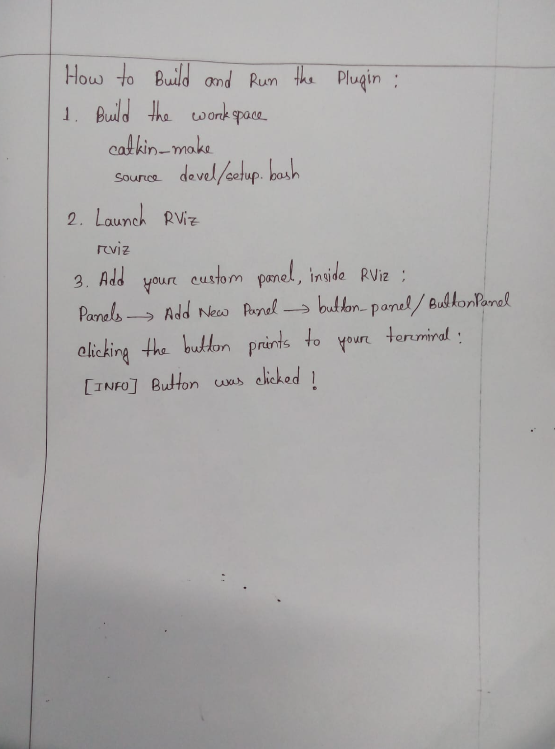 How to Build and Run the Plugin :
1. Build the workspace
catkin_make
source devel/setup.bash
2. Launch RViz
rviz
3. Add your custom panel, inside RViz :
Panels → Add New Panel → button_panel/ButtonPanel
clicking the button prints to your terminal :
[INFO] Button was clicked !